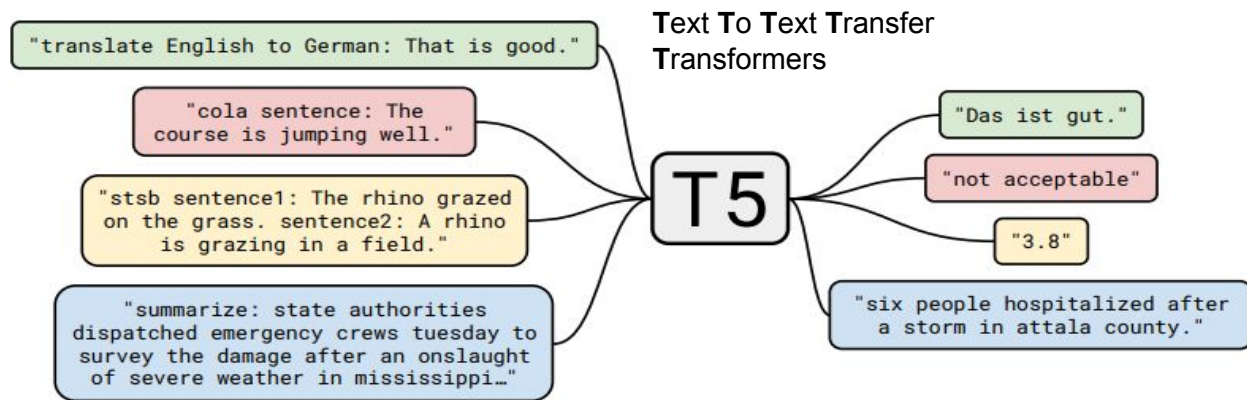 Text To Text Transfer
Transformers
"translate English to German: That is good."
"cola sentence: The
course is jumping well."
"stsb sentence1: The rhino grazed
on the grass. sentence2: A rhino
is grazing in a field."
"summarize: state authorities
dispatched emergency crews tuesday to
survey the damage after an onslaught
of severe weather in mississippi…"
T5
"Das ist gut."
"not acceptable"
"3.8"
"six people hospitalized after
a storm in attala county."